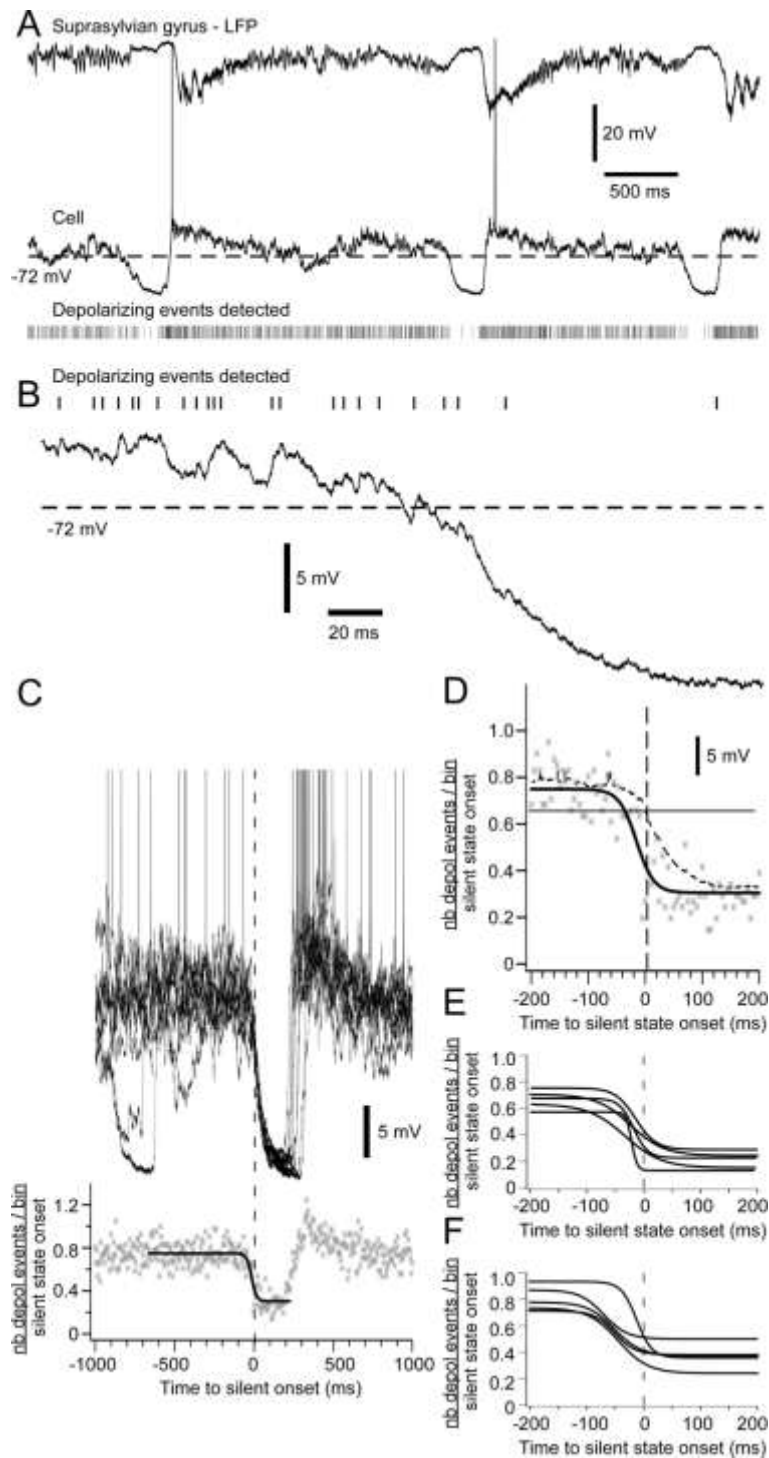 A
Suprasylvian gyrus - LFP
20 mV
500 ms
Cell
-72 mV
Depolarizing events detected
Depolarizing events detected
B
-72 mV
5 mV
20 ms
C
5 mV
nb depol events / bin
silent state onset
1.2
0.8
0.4
0
-1000 -500 0 500 1000
Time to silent onset (ms)
D
5 mV
nb depol events / bin
silent state onset
1.0
0.8
0.6
0.4
0.2
0
-200 -100 0 100 200
Time to silent state onset (ms)
E
nb depol events / bin
silent state onset
1.0
0.8
0.6
0.4
0.2
0
-200 -100 0 100 200
Time to silent state onset (ms)
F
nb depol events / bin
silent state onset
1.0
0.8
0.6
0.4
0.2
0
-200 -100 0 100 200
Time to silent state onset (ms)